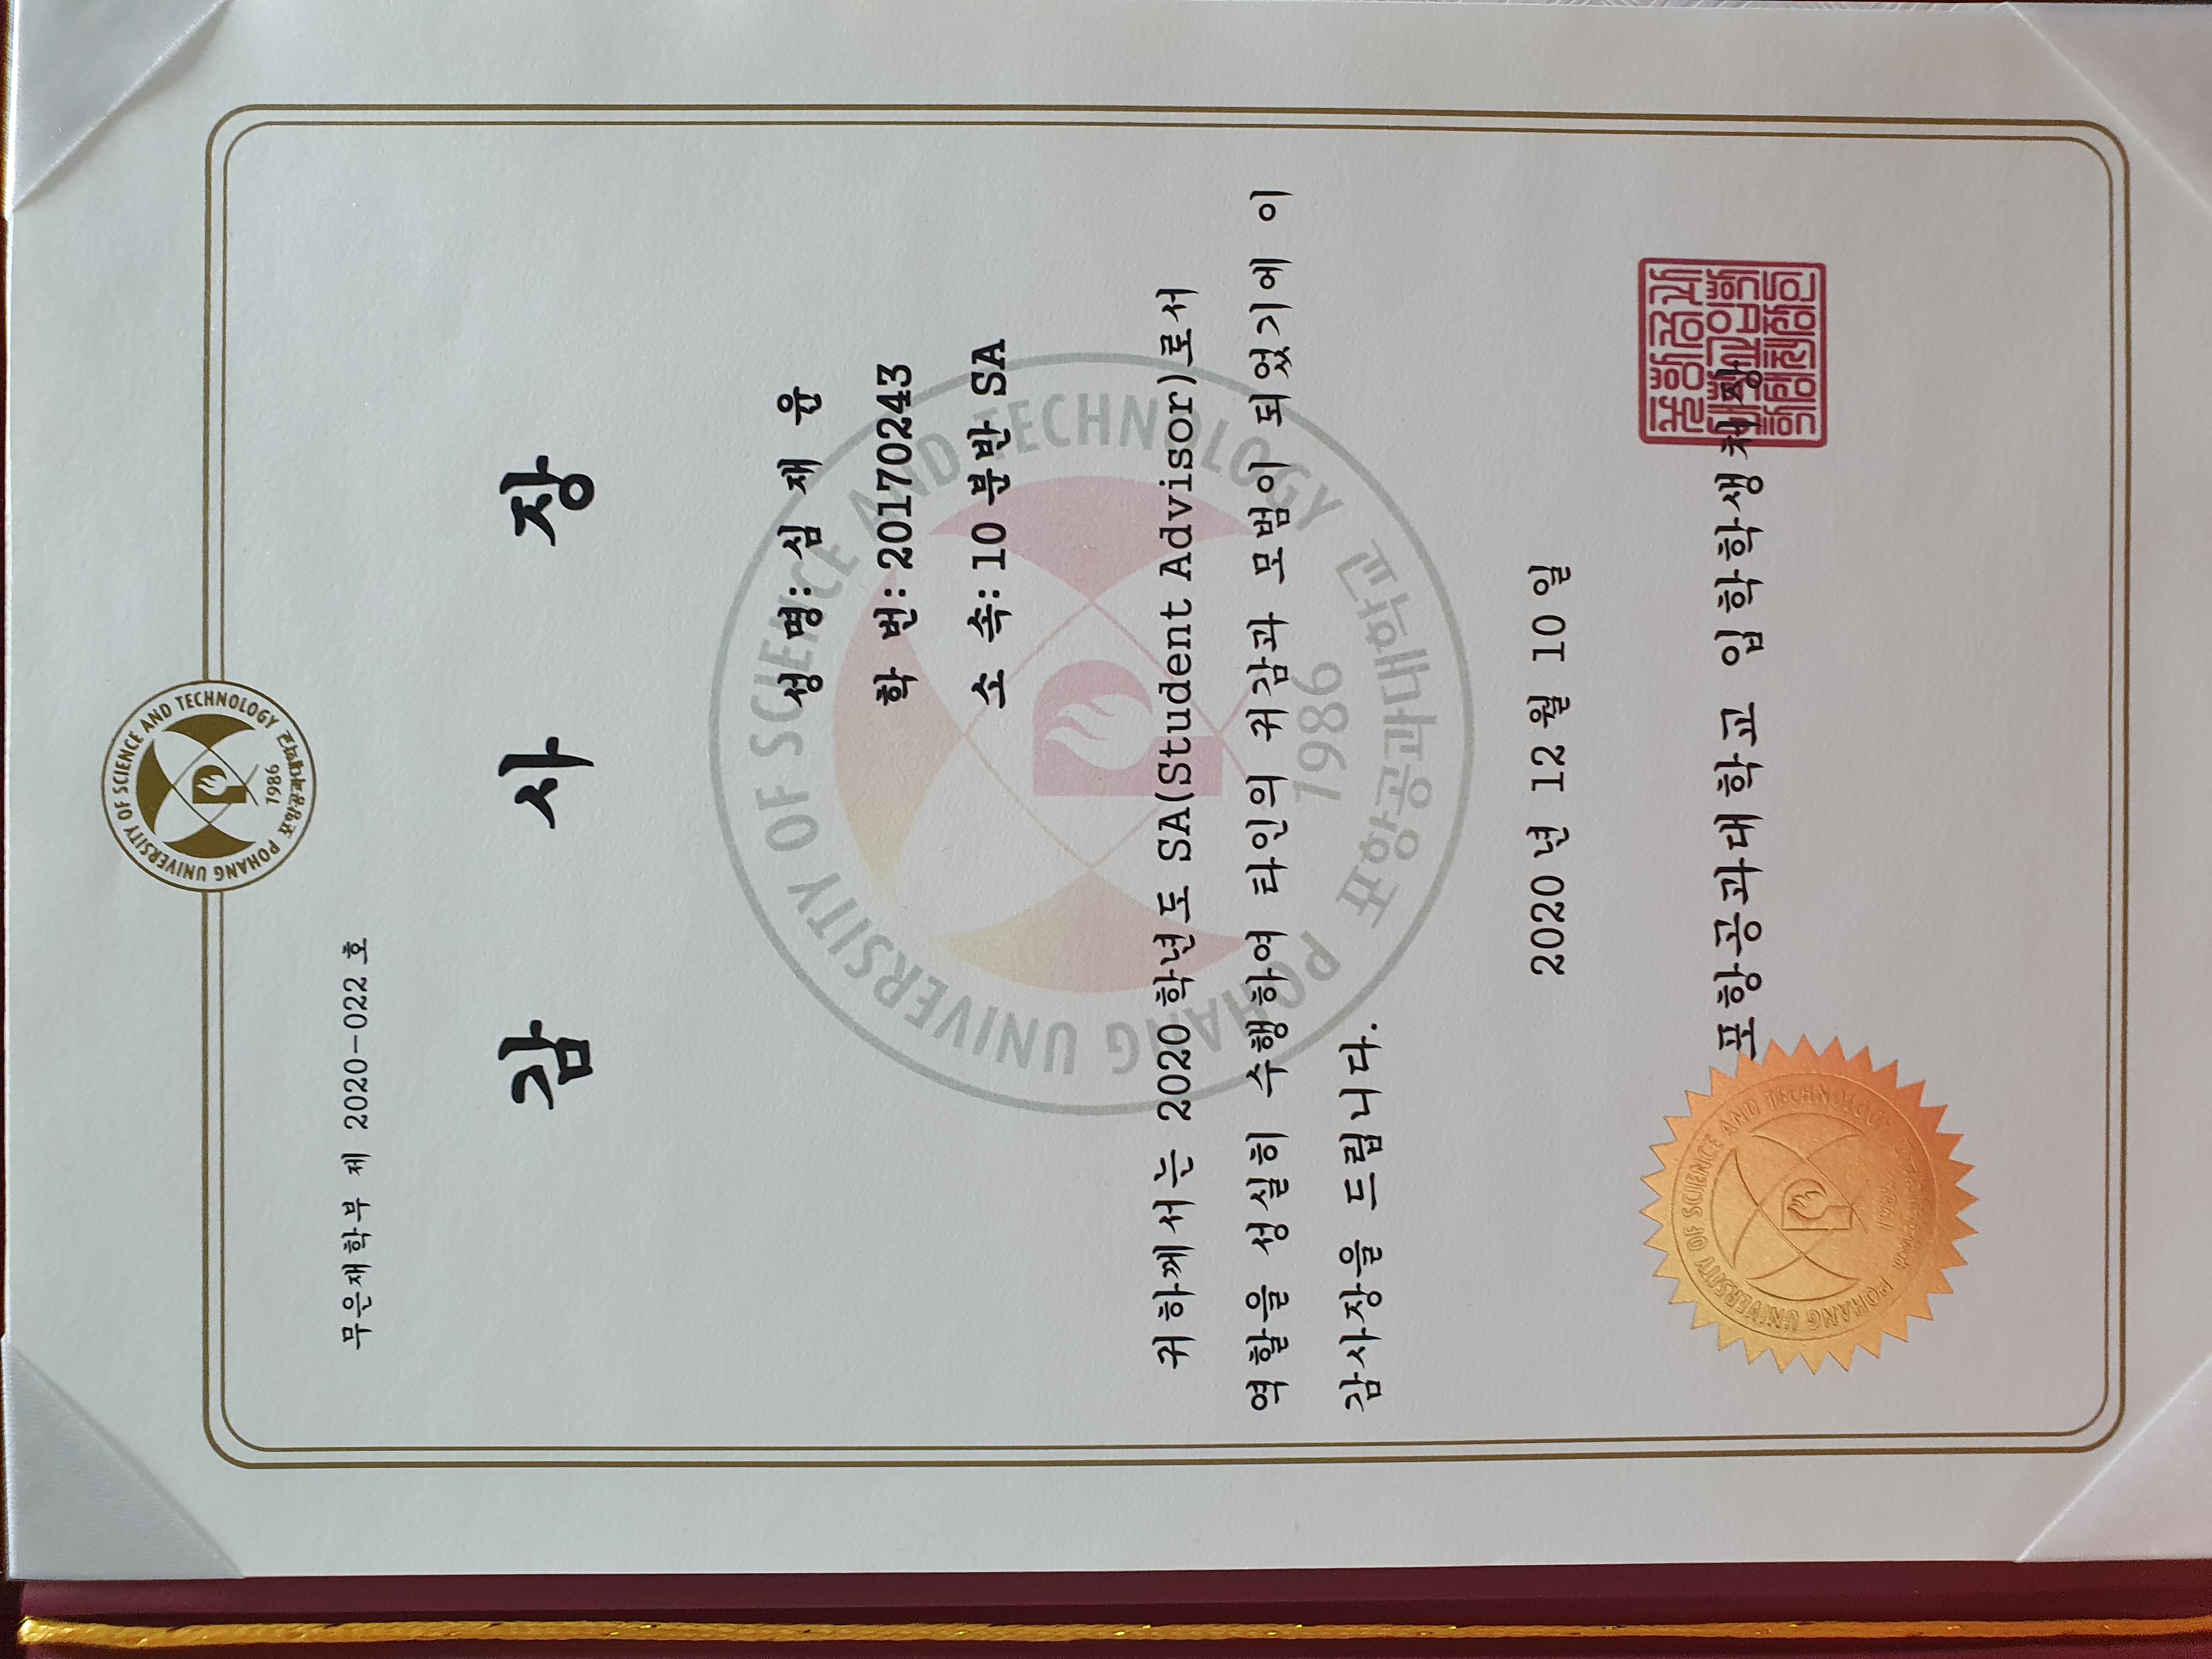 POHANG UNIVERSITY OF SCIENCE AND TECHNOLOGY
1986
포항공과대학교
무은재학부 제 2020-022 호
감 사 장
성 명: 심 재 윤
학 번: 20170243
소 속: 10 분반 SA
귀하께서는 2020 학년도 SA(Student Advisor)로서
역할을 성실히 수행하여 타인의 귀감과 모범이 되었기에 이
감사장을 드립니다.
POHANG UNIVERSITY OF SCIENCE AND TECHNOLOGY
1986
포항공과대학교
2020 년 12 월 10 일
포항공과대학교 입학학생처장
포항공과
대학교입학
학생처장인
POHANG UNIVERSITY OF SCIENCE AND TECHNOLOGY
1986